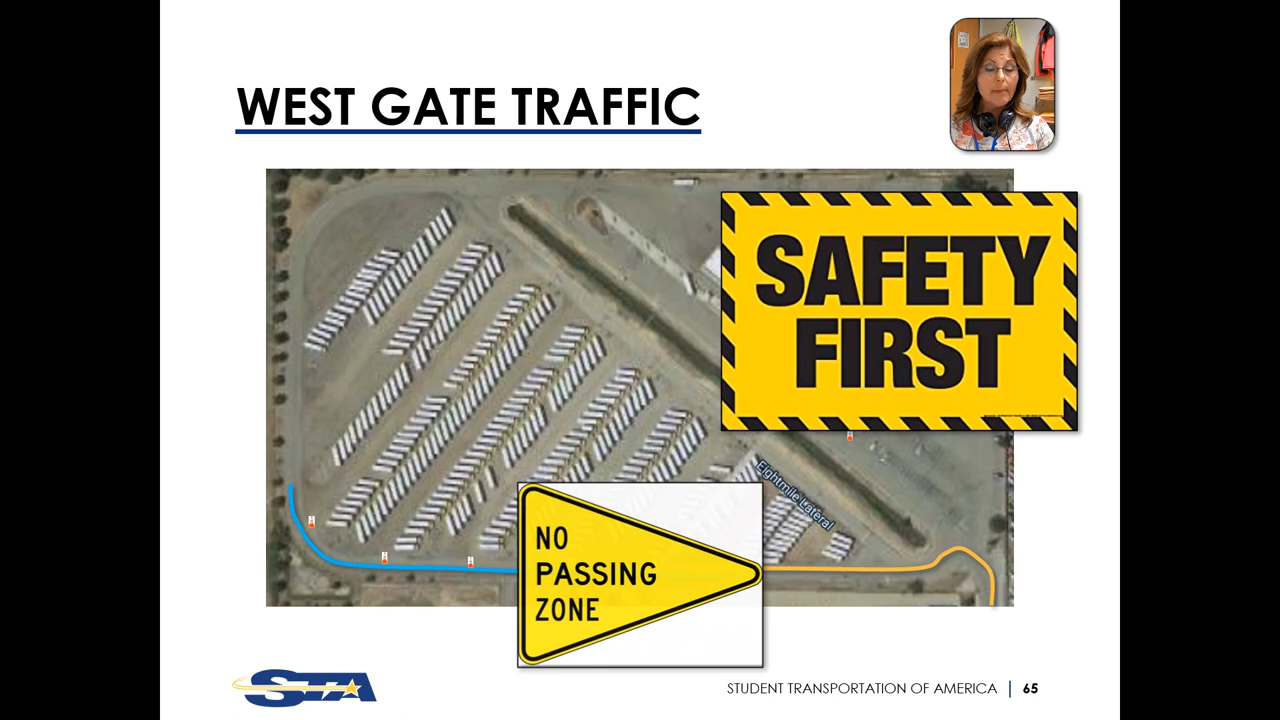 WEST GATE TRAFFIC
SAFETY
FIRST
Eightmile Lateral
NO
PASSING
ZONE
STA
STUDENT TRANSPORTATION OF AMERICA | 65